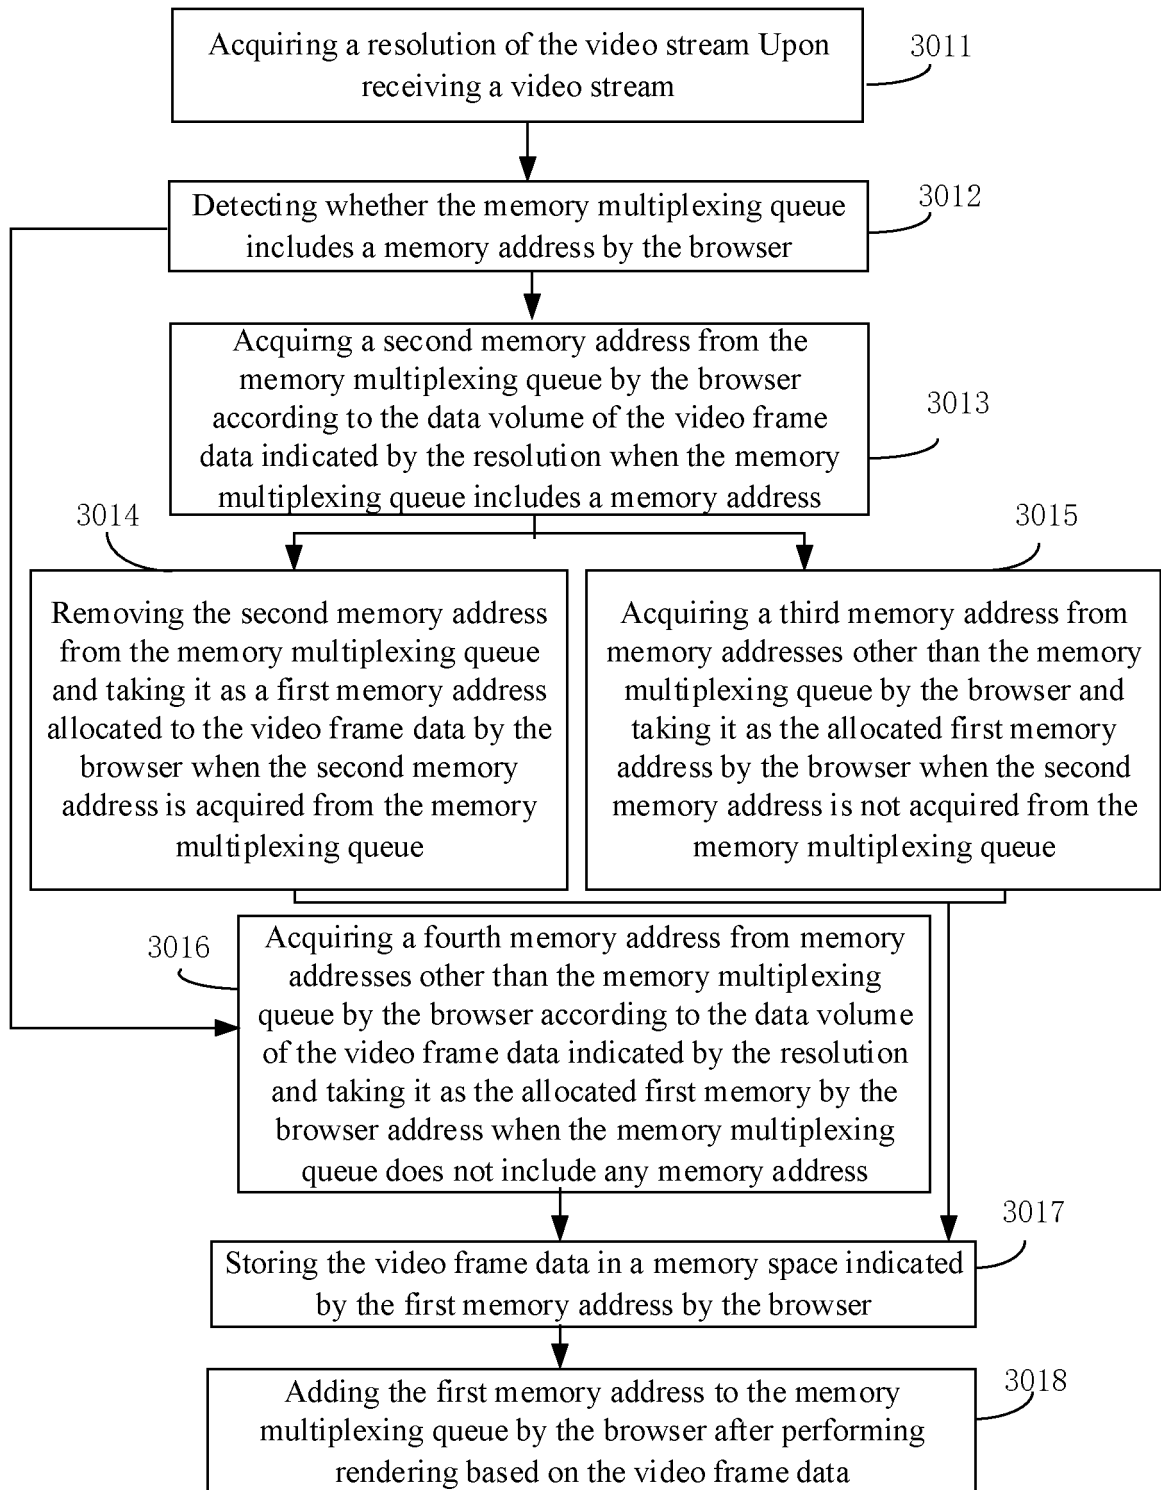 Acquiring a resolution of the video stream Upon
receiving a video stream
3011
Detecting whether the memory multiplexing queue
includes a memory address by the browser
3012
Acquirng a second memory address from the
memory multiplexing queue by the browser
according to the data volume of the video frame
data indicated by the resolution when the memory
multiplexing queue includes a memory address
3013
3014
Removing the second memory address
from the memory multiplexing queue
and taking it as a first memory address
allocated to the video frame data by the
browser when the second memory
address is acquired from the memory
multiplexing queue
3015
Acquiring a third memory address from
memory addresses other than the memory
multiplexing queue by the browser and
taking it as the allocated first memory
address by the browser when the second
memory address is not acquired from the
memory multiplexing queue
3016
Acquiring a fourth memory address from memory
addresses other than the memory multiplexing
queue by the browser according to the data volume
of the video frame data indicated by the resolution
and taking it as the allocated first memory by the
browser address when the memory multiplexing
queue does not include any memory address
3017
Storing the video frame data in a memory space indicated
by the first memory address by the browser
3018
Adding the first memory address to the memory
multiplexing queue by the browser after performing
rendering based on the video frame data